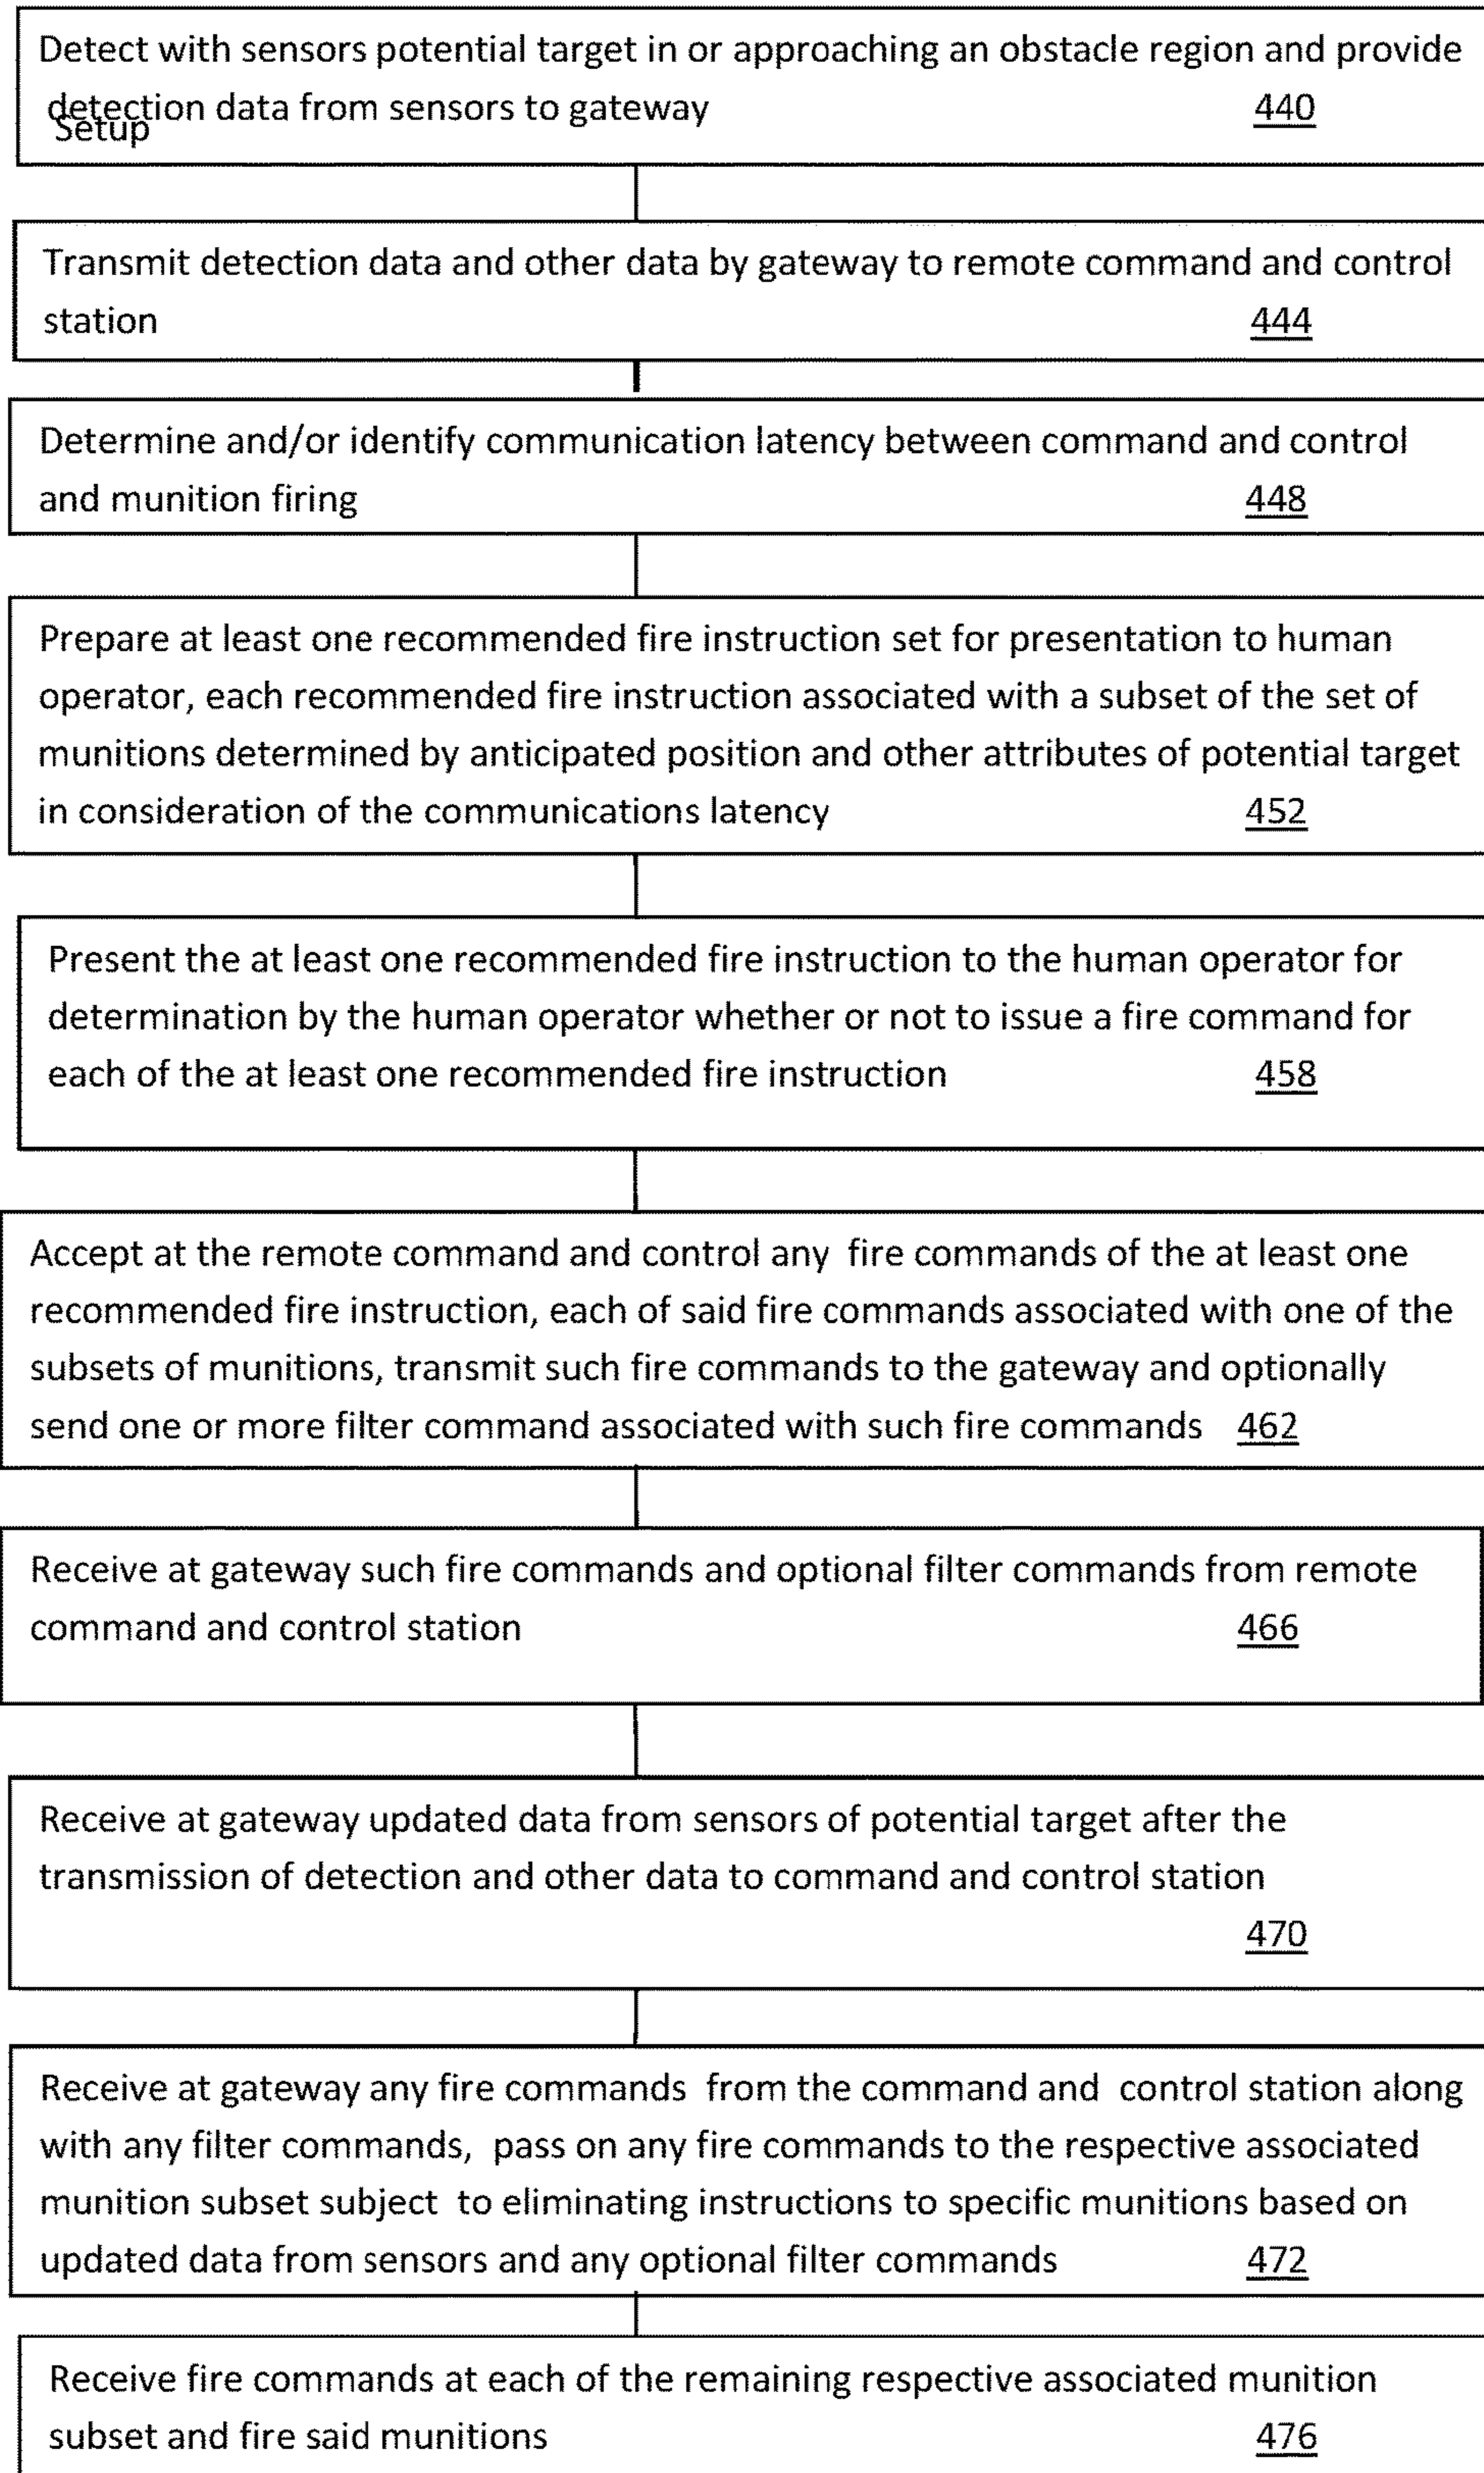 Detect with sensors potential target in or approaching an obstacle region and provide
detection data from sensors to gateway 440
Setup
Transmit detection data and other data by gateway to remote command and control
station 444
Determine and/or identify communication latency between command and control
and munition firing 448
Prepare at least one recommended fire instruction set for presentation to human
operator, each recommended fire instruction associated with a subset of the set of
munitions determined by anticipated position and other attributes of potential target
in consideration of the communications latency 452
Present the at least one recommended fire instruction to the human operator for
determination by the human operator whether or not to issue a fire command for
each of the at least one recommended fire instruction 458
Accept at the remote command and control any fire commands of the at least one
recommended fire instruction, each of said fire commands associated with one of the
subsets of munitions, transmit such fire commands to the gateway and optionally
send one or more filter command associated with such fire commands 462
Receive at gateway such fire commands and optional filter commands from remote
command and control station 466
Receive at gateway updated data from sensors of potential target after the
transmission of detection and other data to command and control station
470
Receive at gateway any fire commands from the command and control station along
with any filter commands, pass on any fire commands to the respective associated
munition subset subject to eliminating instructions to specific munitions based on
updated data from sensors and any optional filter commands 472
Receive fire commands at each of the remaining respective associated munition
subset and fire said munitions 476